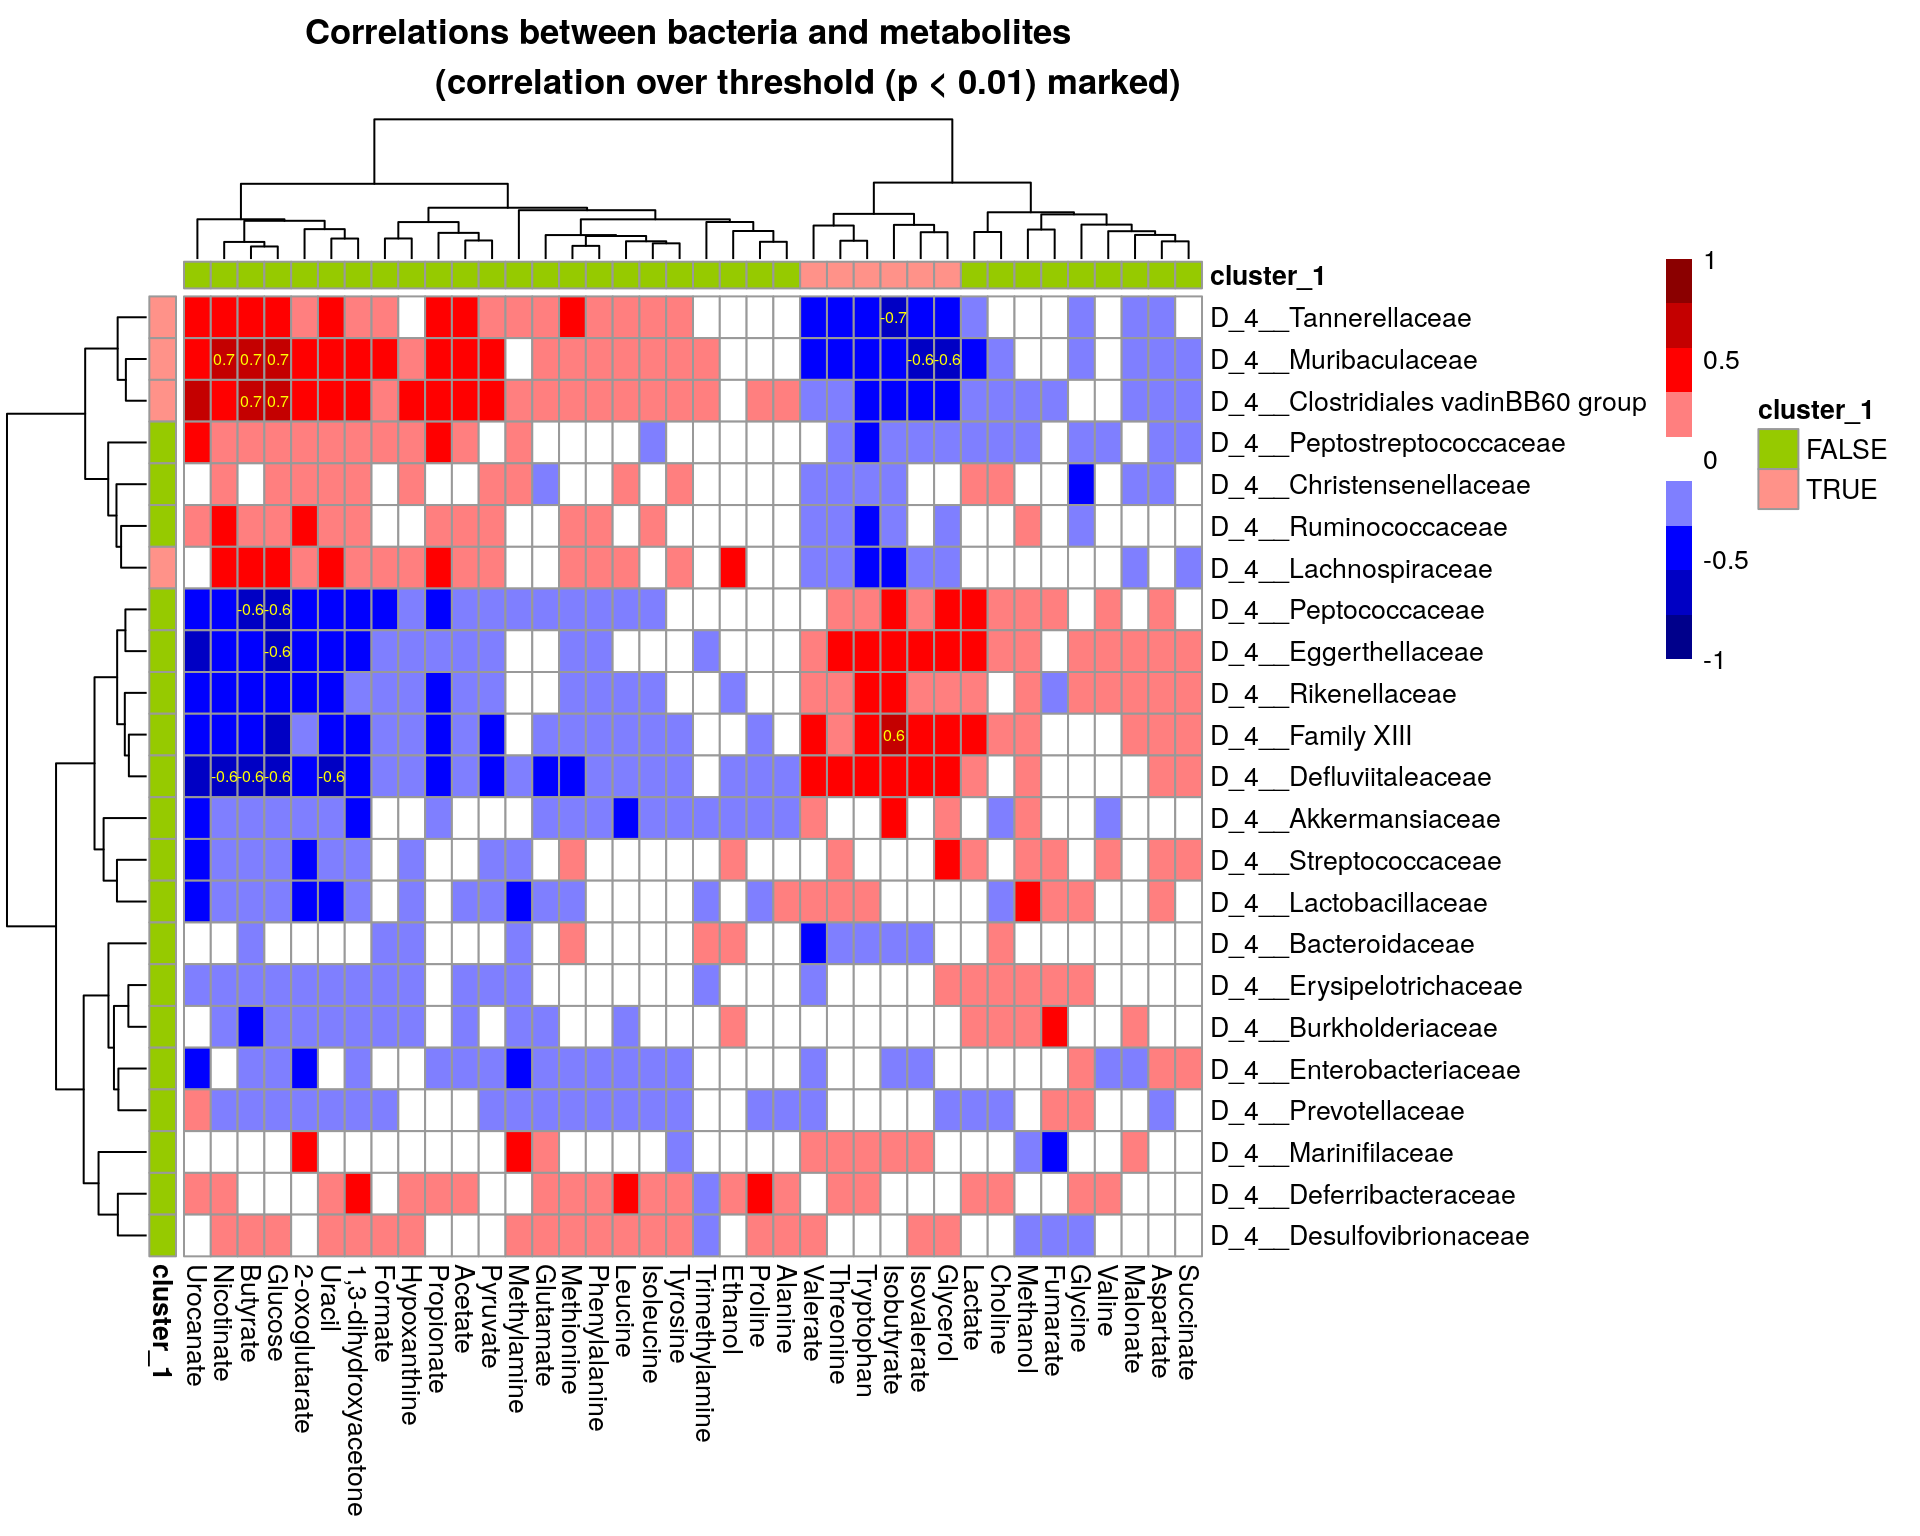 Correlations between bacteria and metabolites
(correlation over threshold (p < 0.01) marked)
cluster_1
1
0.5
0
-0.5
-1
cluster_1
FALSE
TRUE
-0.7 D_4__Tannerellaceae
0.7 0.7 0.7 -0.6 -0.6 D_4__Muribaculaceae
0.7 0.7 D_4__Clostridiales vadinBB60 group
D_4__Peptostreptococcaceae
D_4__Christensenellaceae
D_4__Ruminococcaceae
D_4__Lachnospiraceae
-0.6 -0.6 D_4__Peptococcaceae
-0.6 D_4__Eggerthellaceae
D_4__Rikenellaceae
0.6 D_4__Family XIII
-0.6 -0.6 -0.6 -0.6 D_4__Defluviitaleaceae
D_4__Akkermansiaceae
D_4__Streptococcaceae
D_4__Lactobacillaceae
D_4__Bacteroidaceae
D_4__Erysipelotrichaceae
D_4__Burkholderiaceae
D_4__Enterobacteriaceae
D_4__Prevotellaceae
D_4__Marinifilaceae
D_4__Deferribacteraceae
D_4__Desulfovibrionaceae
cluster_1
Urocanate
Nicotinate
Butyrate
Glucose
2-oxoglutarate
Uracil
1,3-dihydroxyacetone
Formate
Hypoxanthine
Propionate
Acetate
Pyruvate
Methylamine
Glutamate
Methionine
Phenylalanine
Leucine
Isoleucine
Tyrosine
Trimethylamine
Ethanol
Proline
Alanine
Valerate
Threonine
Tryptophan
Isobutyrate
Isovalerate
Glycerol
Lactate
Choline
Methanol
Fumarate
Glycine
Valine
Malonate
Aspartate
Succinate